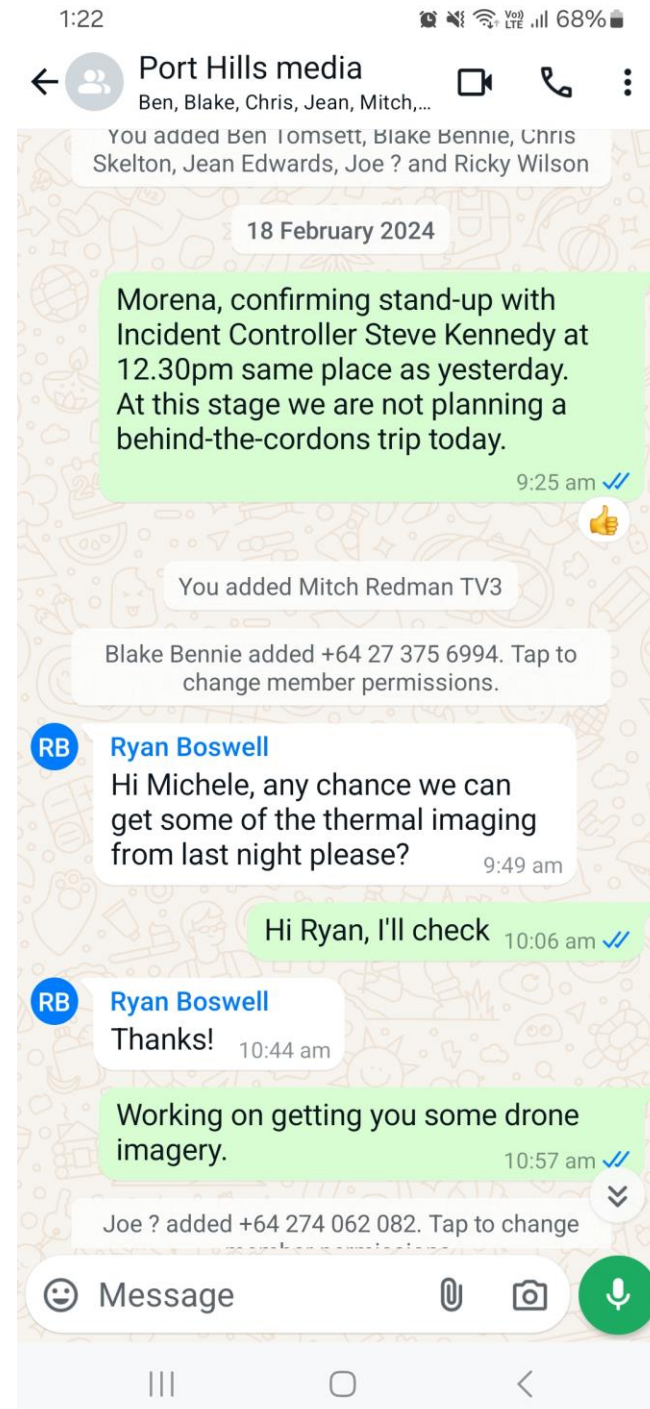 1:22 Vo)) LTE 68%
Port Hills media
Ben, Blake, Chris, Jean, Mitch,...
You added Ben Tomsett, Blake Bennie, Chris
Skelton, Jean Edwards, Joe ? and Ricky Wilson
18 February 2024
Morena, confirming stand-up with
Incident Controller Steve Kennedy at
12.30pm same place as yesterday.
At this stage we are not planning a
behind-the-cordons trip today.
9:25 am
You added Mitch Redman TV3
Blake Bennie added +64 27 375 6994. Tap to
change member permissions.
RB
Ryan Boswell
Hi Michele, any chance we can
get some of the thermal imaging
from last night please?
9:49 am
Hi Ryan, I'll check 10:06 am
RB
Ryan Boswell
Thanks! 10:44 am
Working on getting you some drone
imagery.
10:57 am
Joe ? added +64 274 062 082. Tap to change
Message